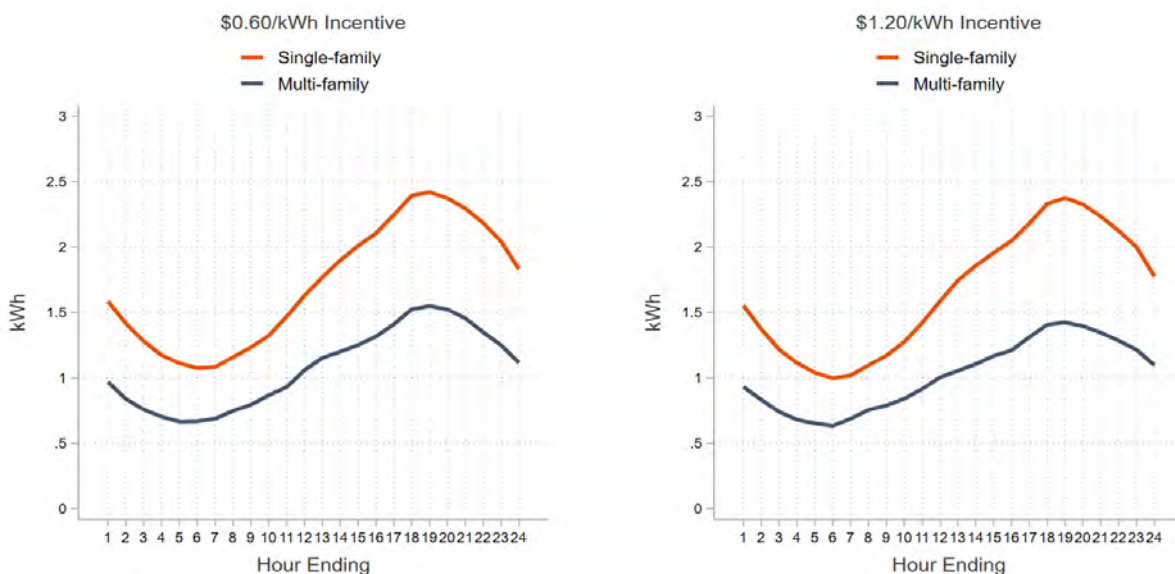 $0.60/kWh Incentive
Single-family
Multi-family
3
2.5
2
1.5
1
.5
0
kWh
1 2 3 4 5 6 7 8 9 10 11 12 13 14 15 16 17 18 19 20 21 22 23 24
Hour Ending
$1.20/kWh Incentive
Single-family
Multi-family
3
2.5
2
1.5
1
.5
0
kWh
1 2 3 4 5 6 7 8 9 10 11 12 13 14 15 16 17 18 19 20 21 22 23 24
Hour Ending